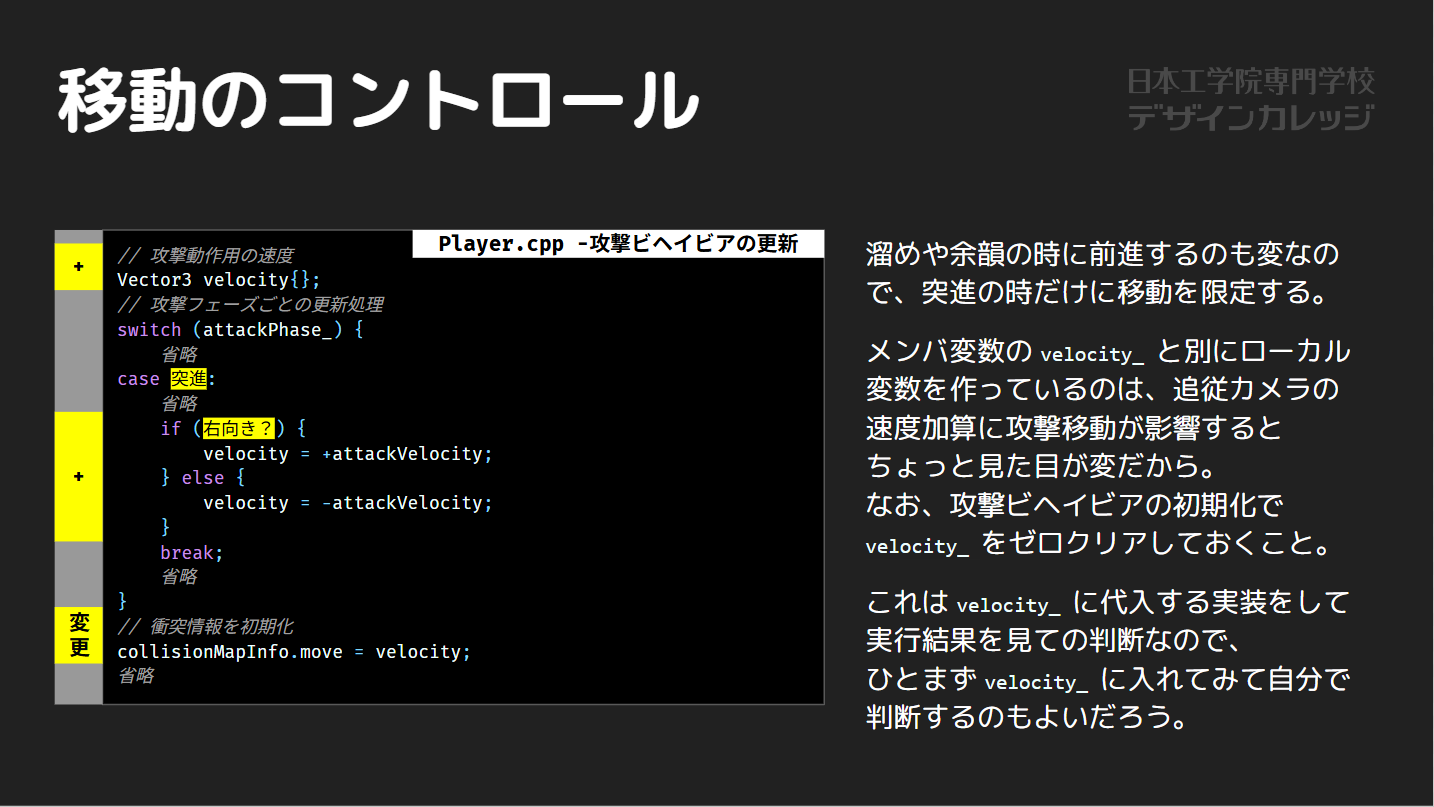 移動のコントロール
日本工学院専門学校
デザインカレッジ
Player.cpp -攻撃ビヘイビアの更新
+
// 攻撃動作用の速度
Vector3 velocity{};
// 攻撃フェーズごとの更新処理
switch (attackPhase_) {
省略
case 突進:
省略
+
if (右向き？) {
velocity = +attackVelocity;
} else {
velocity = -attackVelocity;
}
break;
省略
}
変更
// 衝突情報を初期化
collisionMapInfo.move = velocity;
省略
溜めや余韻の時に前進するのも変なの
で、突進の時だけに移動を限定する。
メンバ変数の velocity_ と別にローカル
変数を作っているのは、追従カメラの
速度加算に攻撃移動が影響すると
ちょっと見た目が変だから。
なお、攻撃ビヘイビアの初期化で
velocity_ をゼロクリアしておくこと。
これは velocity_ に代入する実装をして
実行結果を見ての判断なので、
ひとまず velocity_ に入れてみて自分で
判断するのもよいだろう。